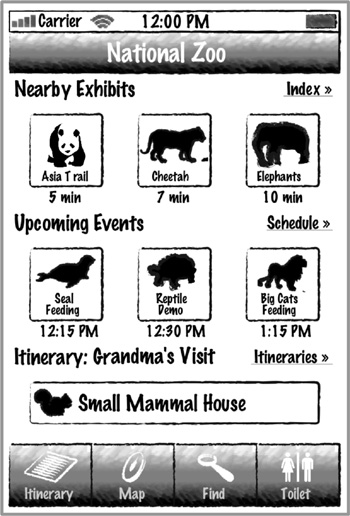 Carrier 12:00 PM
National Zoo
Nearby Exhibits Index »
Asia Trail Cheetah Elephants
5 min 7 min 10 min
Upcoming Events Schedule »
Seal Reptile Big Cats
Feeding Demo Feeding
12:15 PM 12:30 PM 1:15 PM
Itinerary: Grandma's Visit Itineraries »
Small Mammal House
Itinerary Map Find Toilet